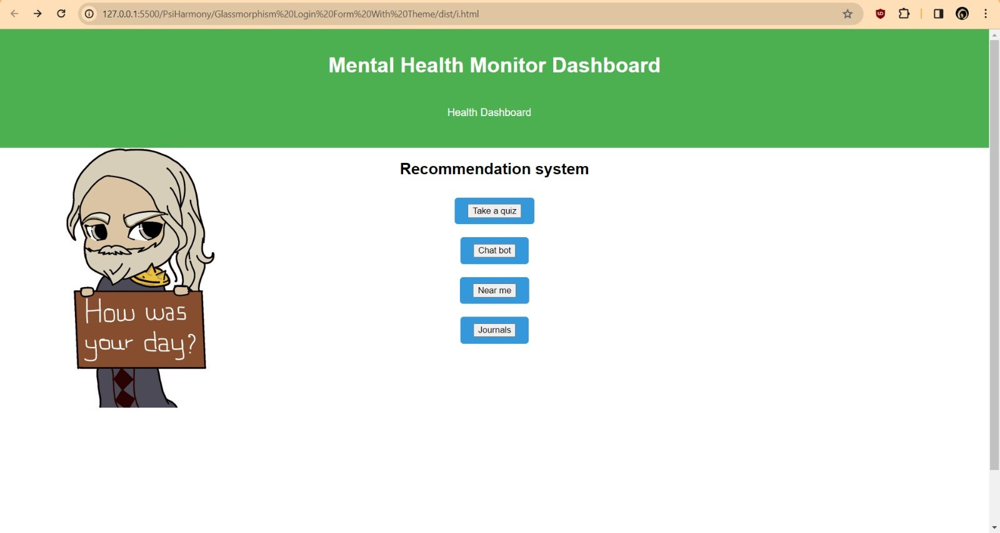 127.0.0.1:5500/PsiHarmony/Glassmorphism%20Login%20Form%20With%20Theme/dist/i.html
Mental Health Monitor Dashboard
Health Dashboard
Recommendation system
Take a quiz
Chat bot
Near me
Journals
How was
your day?